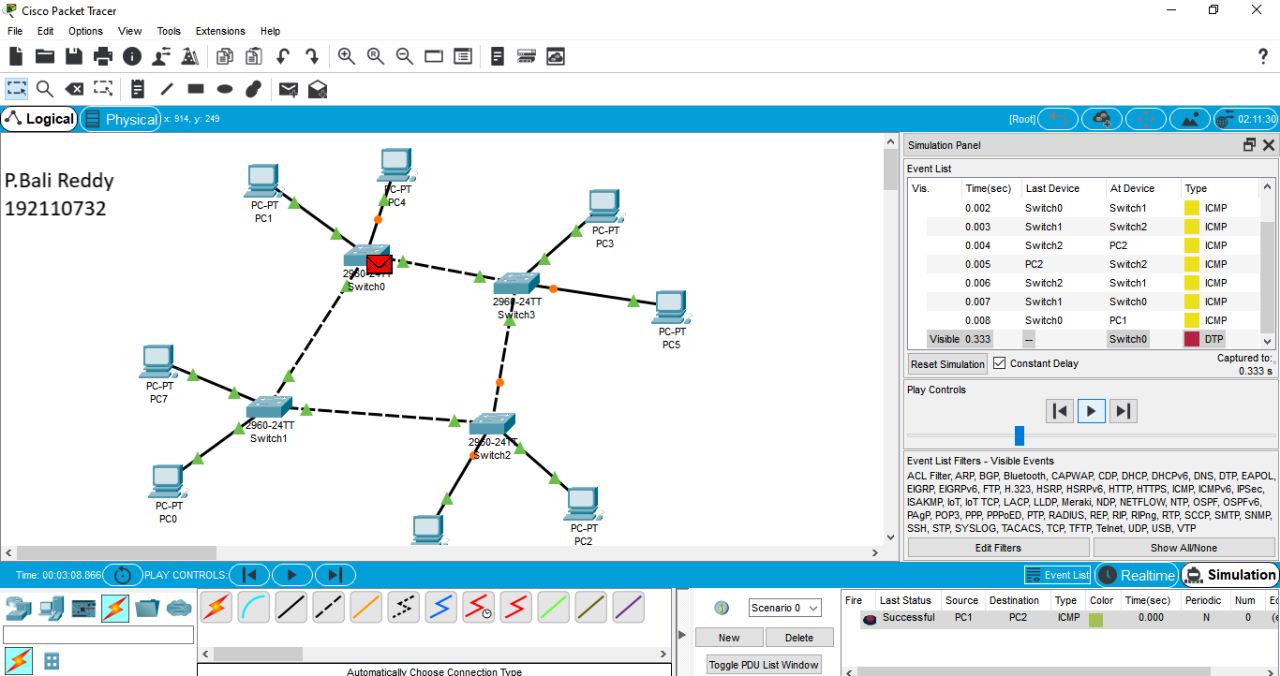 Cisco Packet Tracer
File Edit Options View Tools Extensions Help
?
Logical Physical x: 914, y: 249 [Root] 02:11:30
P.Bali Reddy
192110732
PC-PT
PC1
PC-PT
PC4
PC-PT
PC3
2960-24TT
Switch0
2960-24TT
Switch3
PC-PT
PC5
PC-PT
PC7
2960-24TT
Switch1
2960-24TT
Switch2
PC-PT
PC0
PC-PT
PC2
Simulation Panel
Event List
Vis. Time(sec) Last Device At Device Type
0.002 Switch0 Switch1 ICMP
0.003 Switch1 Switch2 ICMP
0.004 Switch2 PC2 ICMP
0.005 PC2 Switch2 ICMP
0.006 Switch2 Switch1 ICMP
0.007 Switch1 Switch0 ICMP
0.008 Switch0 PC1 ICMP
Visible 0.333 -- Switch0 DTP
Reset Simulation Constant Delay Captured to:
0.333 s
Play Controls
Event List Filters - Visible Events
ACL Filter, ARP, BGP, Bluetooth, CAPWAP, CDP, DHCP, DHCPv6, DNS, DTP, EAPOL,
EIGRP, EIGRPv6, FTP, H.323, HSRP, HSRPv6, HTTP, HTTPS, ICMP, ICMPv6, IPSec,
ISAKMP, IoT, IoT TCP, LACP, LLDP, Meraki, NDP, NETFLOW, NTP, OSPF, OSPFv6,
PAgP, POP3, PPP, PPPoED, PTP, RADIUS, REP, RIP, RIPng, RTP, SCCP, SMTP, SNMP,
SSH, STP, SYSLOG, TACACS, TCP, TFTP, Telnet, UDP, USB, VTP
Edit Filters Show All/None
Time: 00:03:08.866 PLAY CONTROLS: Event List Realtime Simulation
Automatically Choose Connection Type
Scenario 0
New Delete
Toggle PDU List Window
Fire Last Status Source Destination Type Color Time(sec) Periodic Num
Successful PC1 PC2 ICMP 0.000 N 0